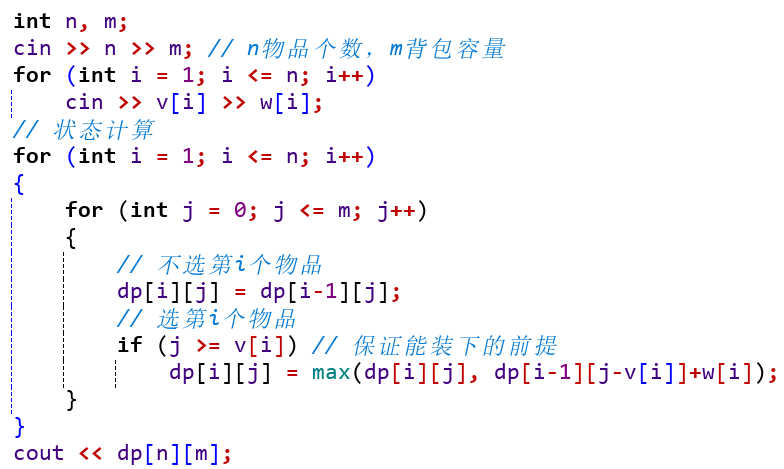 int n, m;
cin >> n >> m; // n物品个数，m背包容量
for (int i = 1; i <= n; i++)
    cin >> v[i] >> w[i];
// 状态计算
for (int i = 1; i <= n; i++)
{
    for (int j = 0; j <= m; j++)
    {
        // 不选第i个物品
        dp[i][j] = dp[i-1][j];
        // 选第i个物品
        if (j >= v[i]) // 保证能装下的前提
            dp[i][j] = max(dp[i][j], dp[i-1][j-v[i]]+w[i]);
    }
}
cout << dp[n][m];